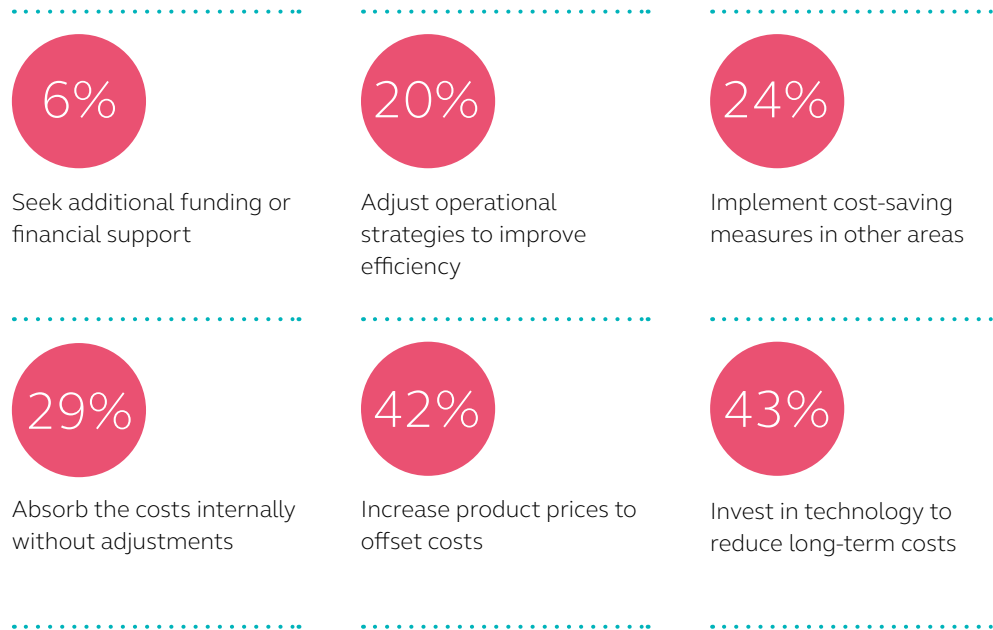 6%
Seek additional funding or
financial support
20%
Adjust operational
strategies to improve
efficiency
24%
Implement cost-saving
measures in other areas
29%
Absorb the costs internally
without adjustments
42%
Increase product prices to
offset costs
43%
Invest in technology to
reduce long-term costs